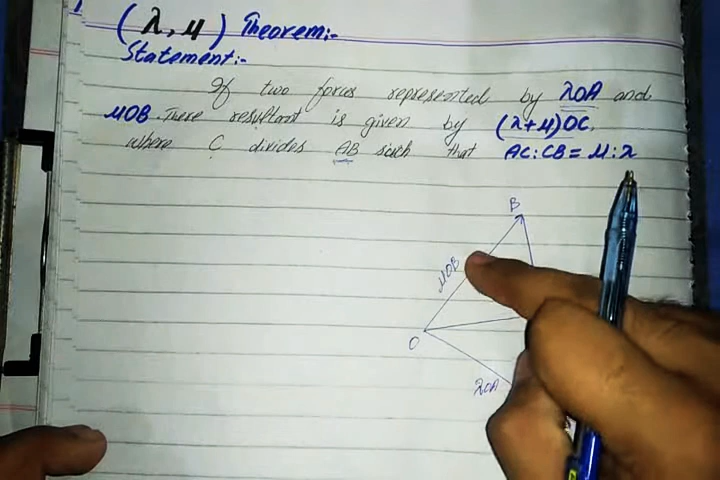 (λ, μ) Theorem:-
Statement:-
If two forces represented by λOA and
μOB. There resultant is given by (λ+μ)OC,
where C divides AB such that AC:CB = μ:λ
B
μOB
O
λOA